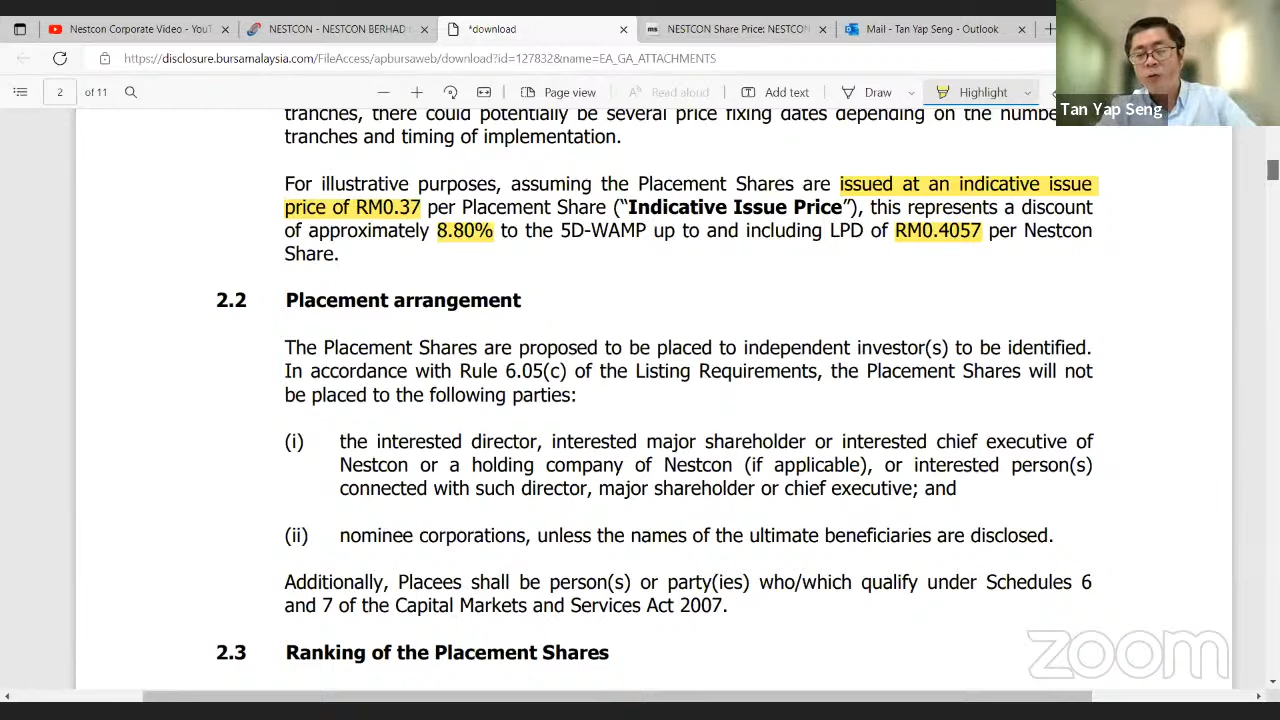 Nestcon Corporate Video - YouT
NESTCON - NESTCON BERHAD
*download
NESTCON Share Price: NESTCON
Mail - Tan Yap Seng - Outlook
https://disclosure.bursamalaysia.com/FileAccess/apbursaweb/download?id=127832&name=EA_GA_ATTACHMENTS
2 of 11
Page view
Read aloud
Add text
Draw
Highlight
Tan Yap Seng
tranches, there could potentially be several price fixing dates depending on the numbe
tranches and timing of implementation.
For illustrative purposes, assuming the Placement Shares are issued at an indicative issue
price of RM0.37 per Placement Share (“Indicative Issue Price”), this represents a discount
of approximately 8.80% to the 5D-WAMP up to and including LPD of RM0.4057 per Nestcon
Share.
2.2 Placement arrangement
The Placement Shares are proposed to be placed to independent investor(s) to be identified.
In accordance with Rule 6.05(c) of the Listing Requirements, the Placement Shares will not
be placed to the following parties:
(i) the interested director, interested major shareholder or interested chief executive of
Nestcon or a holding company of Nestcon (if applicable), or interested person(s)
connected with such director, major shareholder or chief executive; and
(ii) nominee corporations, unless the names of the ultimate beneficiaries are disclosed.
Additionally, Placees shall be person(s) or party(ies) who/which qualify under Schedules 6
and 7 of the Capital Markets and Services Act 2007.
2.3 Ranking of the Placement Shares
zoom